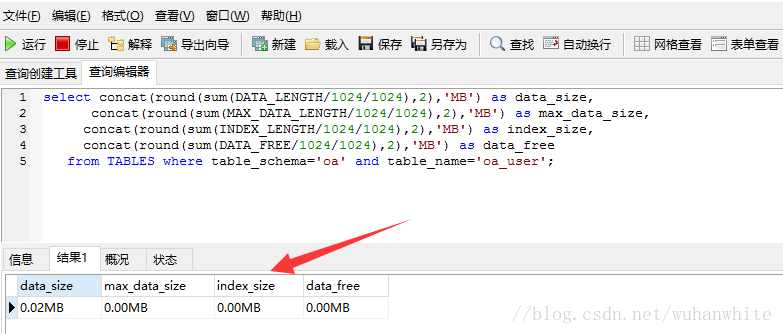 文件(F) 编辑(E) 格式(O) 查看(V) 窗口(W) 帮助(H)
运行 停止 解释 导出向导 新建 载入 保存 另存为 查找 自动换行 网格查看 表单查看
查询创建工具 查询编辑器
1 select concat(round(sum(DATA_LENGTH/1024/1024),2),'MB') as data_size,
2 concat(round(sum(MAX_DATA_LENGTH/1024/1024),2),'MB') as max_data_size,
3 concat(round(sum(INDEX_LENGTH/1024/1024),2),'MB') as index_size,
4 concat(round(sum(DATA_FREE/1024/1024),2),'MB') as data_free
5 from TABLES where table_schema='oa' and table_name='oa_user';
信息 结果1 概况 状态
data_size max_data_size index_size data_free
0.02MB 0.00MB 0.00MB 0.00MB
//blog.csdn.net/wuhanwhite